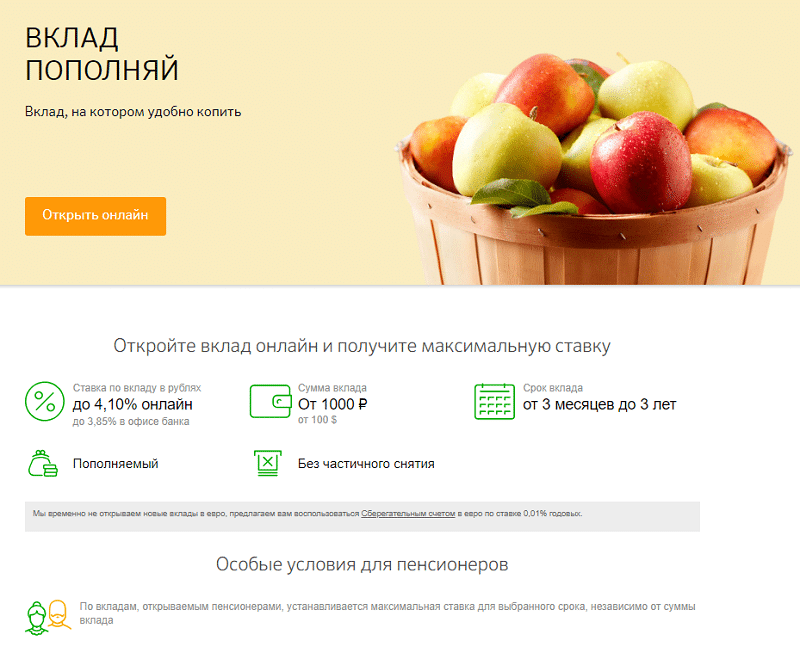 ВКЛАД
ПОПОЛНЯЙ
Вклад, на котором удобно копить
Открыть онлайн
Откройте вклад онлайн и получите максимальную ставку
Ставка по вкладу в рублях
до 4,10% онлайн
до 3,85% в офисе банка
Сумма вклада
От 1000 ₽
от 100 $
Срок вклада
от 3 месяцев до 3 лет
Пополняемый
Без частичного снятия
Мы временно не открываем новые вклады в евро, предлагаем вам воспользоваться Сберегательным счетом в евро по ставке 0,01% годовых.
Особые условия для пенсионеров
По вкладам, открываемым пенсионерами, устанавливается максимальная ставка для выбранного срока, независимо от суммы
вклада